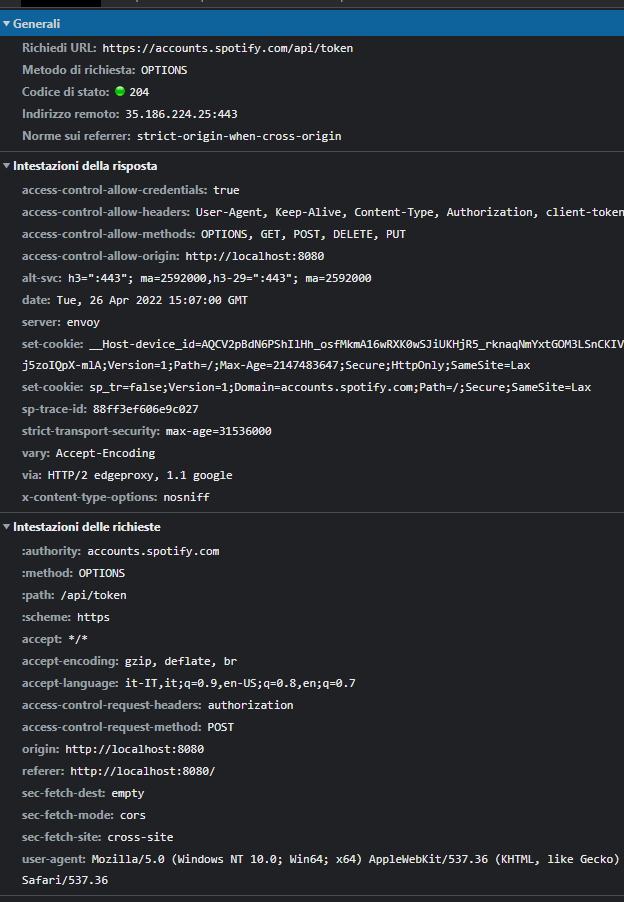 Generali
Richiedi URL: https://accounts.spotify.com/api/token
Metodo di richiesta: OPTIONS
Codice di stato: 204
Indirizzo remoto: 35.186.224.25:443
Norme sui referrer: strict-origin-when-cross-origin
Intestazioni della risposta
access-control-allow-credentials: true
access-control-allow-headers: User-Agent, Keep-Alive, Content-Type, Authorization, client-token
access-control-allow-methods: OPTIONS, GET, POST, DELETE, PUT
access-control-allow-origin: http://localhost:8080
alt-svc: h3=":443"; ma=2592000,h3-29=":443"; ma=2592000
date: Tue, 26 Apr 2022 15:07:00 GMT
server: envoy
set-cookie: __Host-device_id=AQCV2pBdN6PShIlHh_osfMkmA16wRXK0wSJiUKHjR5_rknaqNmYxtGOM3LSnCKIV
j5zoIQpX-mlA;Version=1;Path=/;Max-Age=2147483647;Secure;HttpOnly;SameSite=Lax
set-cookie: sp_tr=false;Version=1;Domain=accounts.spotify.com;Path=/;Secure;SameSite=Lax
sp-trace-id: 88ff3ef606e9c027
strict-transport-security: max-age=31536000
vary: Accept-Encoding
via: HTTP/2 edgeproxy, 1.1 google
x-content-type-options: nosniff
Intestazioni delle richieste
:authority: accounts.spotify.com
:method: OPTIONS
:path: /api/token
:scheme: https
accept: */*
accept-encoding: gzip, deflate, br
accept-language: it-IT,it;q=0.9,en-US;q=0.8,en;q=0.7
access-control-request-headers: authorization
access-control-request-method: POST
origin: http://localhost:8080
referer: http://localhost:8080/
sec-fetch-dest: empty
sec-fetch-mode: cors
sec-fetch-site: cross-site
user-agent: Mozilla/5.0 (Windows NT 10.0; Win64; x64) AppleWebKit/537.36 (KHTML, like Gecko)
Safari/537.36